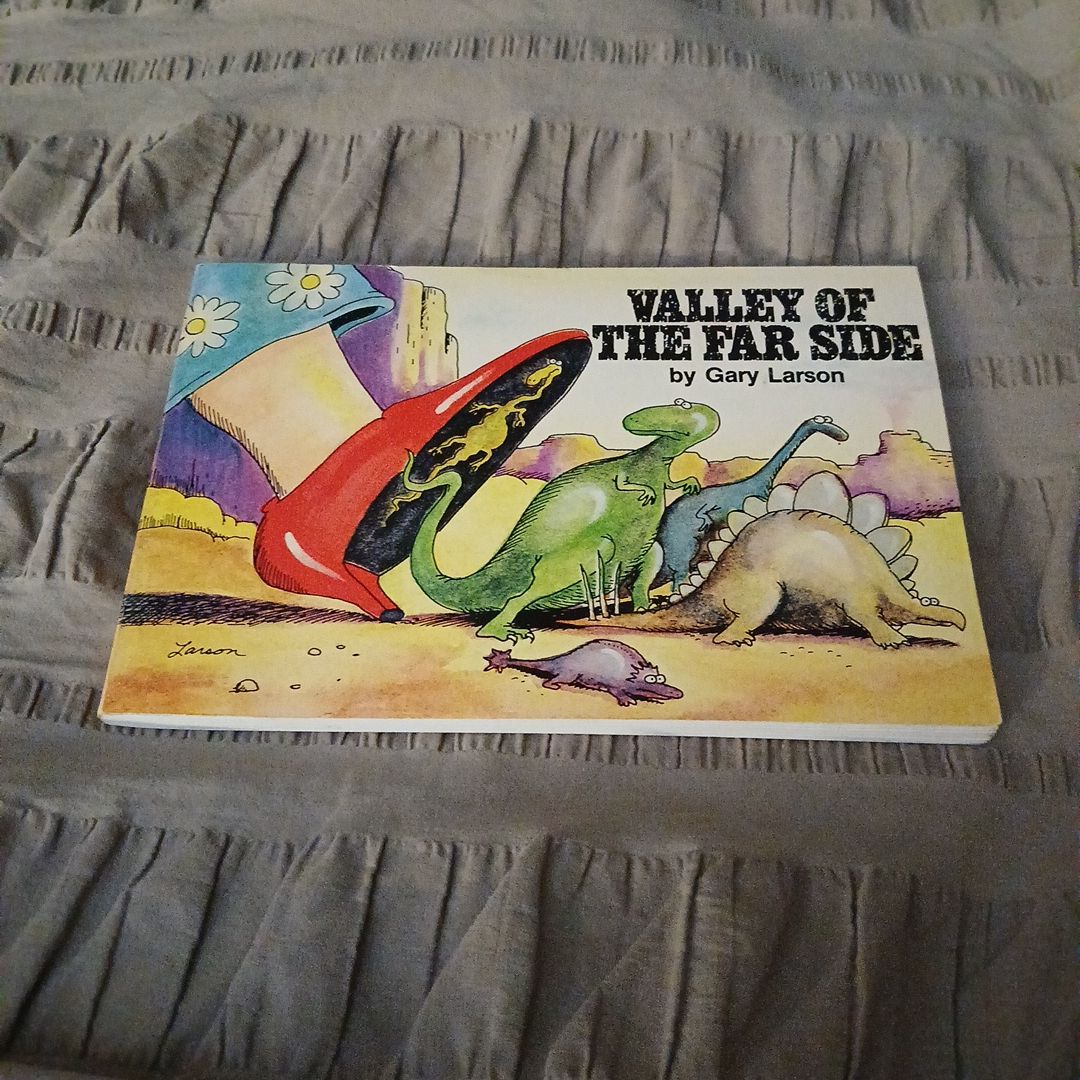 VALLEY OF
THE FAR SIDE
by Gary Larson
Larson